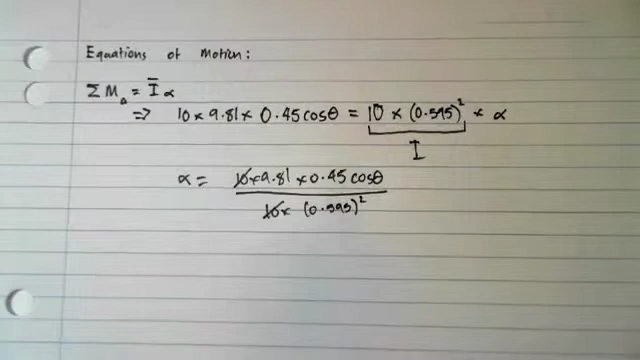 Equations of Motion:
ΣMₐ = Ī α
⇒ 10 × 9.81 × 0.45 cosθ = 10 × (0.595)² × α
I
α = 10×9.81 × 0.45 cosθ
10× (0.595)²